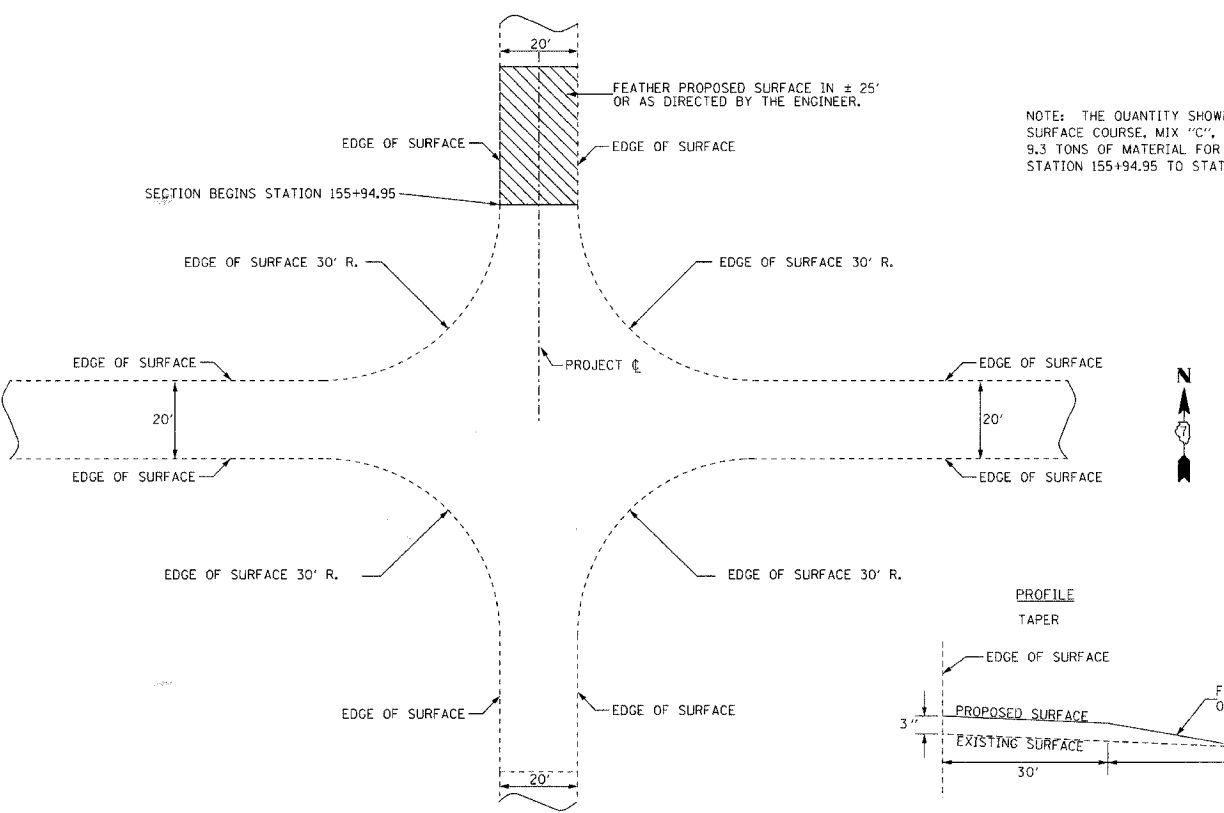 20'
FEATHER PROPOSED SURFACE IN ± 25'
OR AS DIRECTED BY THE ENGINEER.
NOTE: THE QUANTITY SHOW
SURFACE COURSE, MIX "C",
9.3 TONS OF MATERIAL FOR
STATION 155+94.95 TO STAT
EDGE OF SURFACE
EDGE OF SURFACE
SECTION BEGINS STATION 155+94.95
EDGE OF SURFACE 30' R.
EDGE OF SURFACE 30' R.
EDGE OF SURFACE
PROJECT ℄
EDGE OF SURFACE
N
20'
20'
7
EDGE OF SURFACE
EDGE OF SURFACE
EDGE OF SURFACE 30' R.
EDGE OF SURFACE 30' R.
PROFILE
TAPER
EDGE OF SURFACE
EDGE OF SURFACE
EDGE OF SURFACE
F
O
PROPOSED SURFACE
3"
EXISTING SURFACE
30'
20'